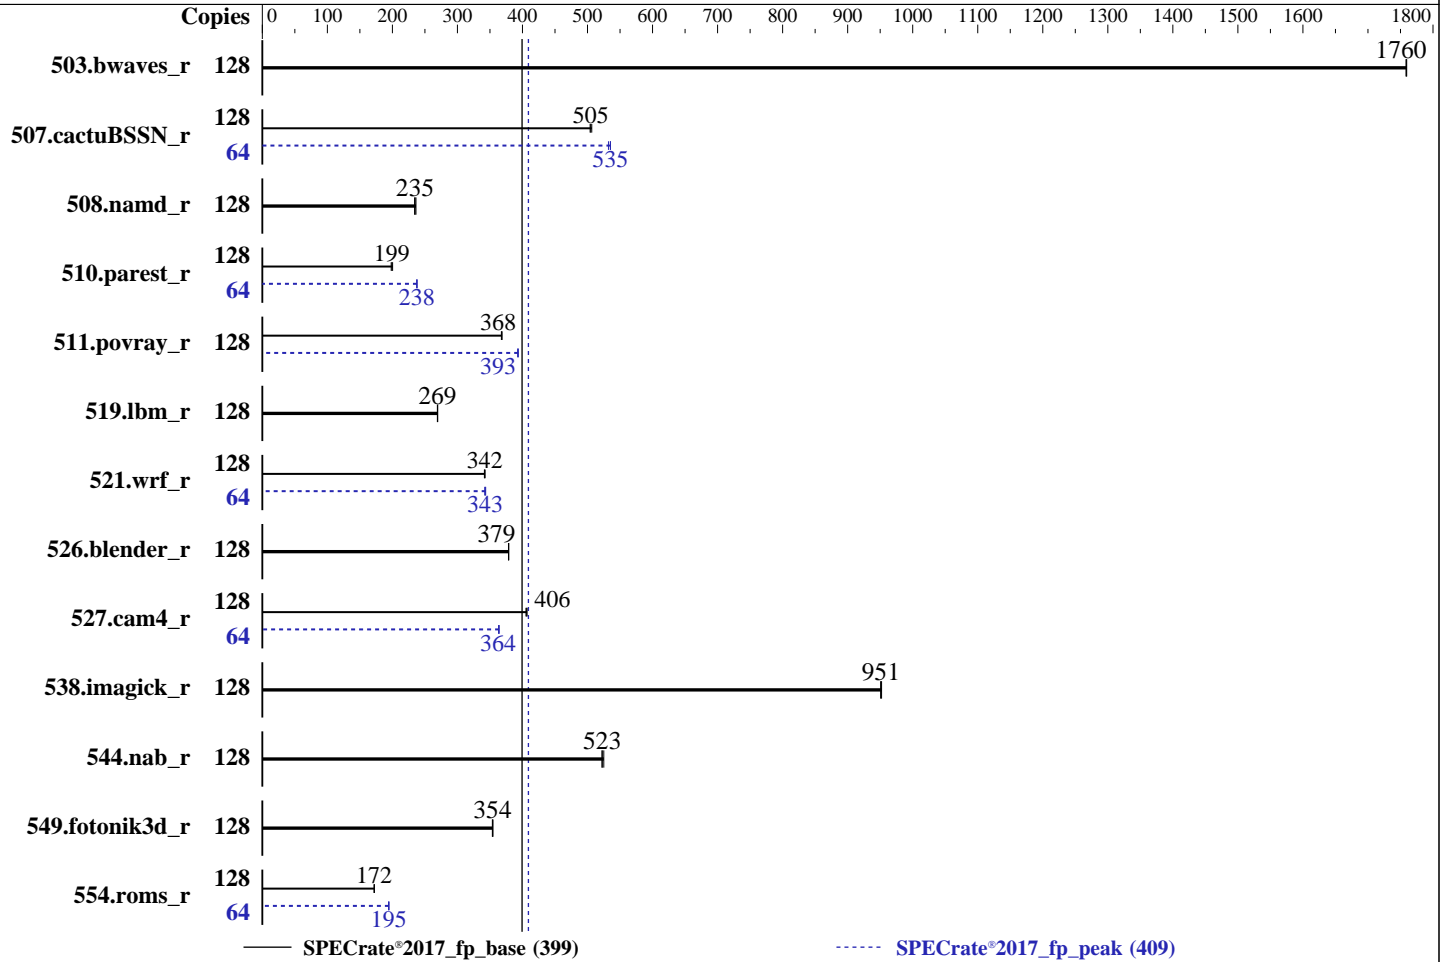 Copies 0 100 200 300 400 500 600 700 800 900 1000 1100 1200 1300 1400 1500 1600 1800
503.bwaves_r 128 1760
507.cactuBSSN_r 128 505
64 535
508.namd_r 128 235
510.parest_r 128 199
64 238
511.povray_r 128 368
393
519.lbm_r 128 269
521.wrf_r 128 342
64 343
526.blender_r 128 379
527.cam4_r 128 406
64 364
538.imagick_r 128 951
544.nab_r 128 523
549.fotonik3d_r 128 354
554.roms_r 128 172
64 195
SPECrate®2017_fp_base (399) SPECrate®2017_fp_peak (409)